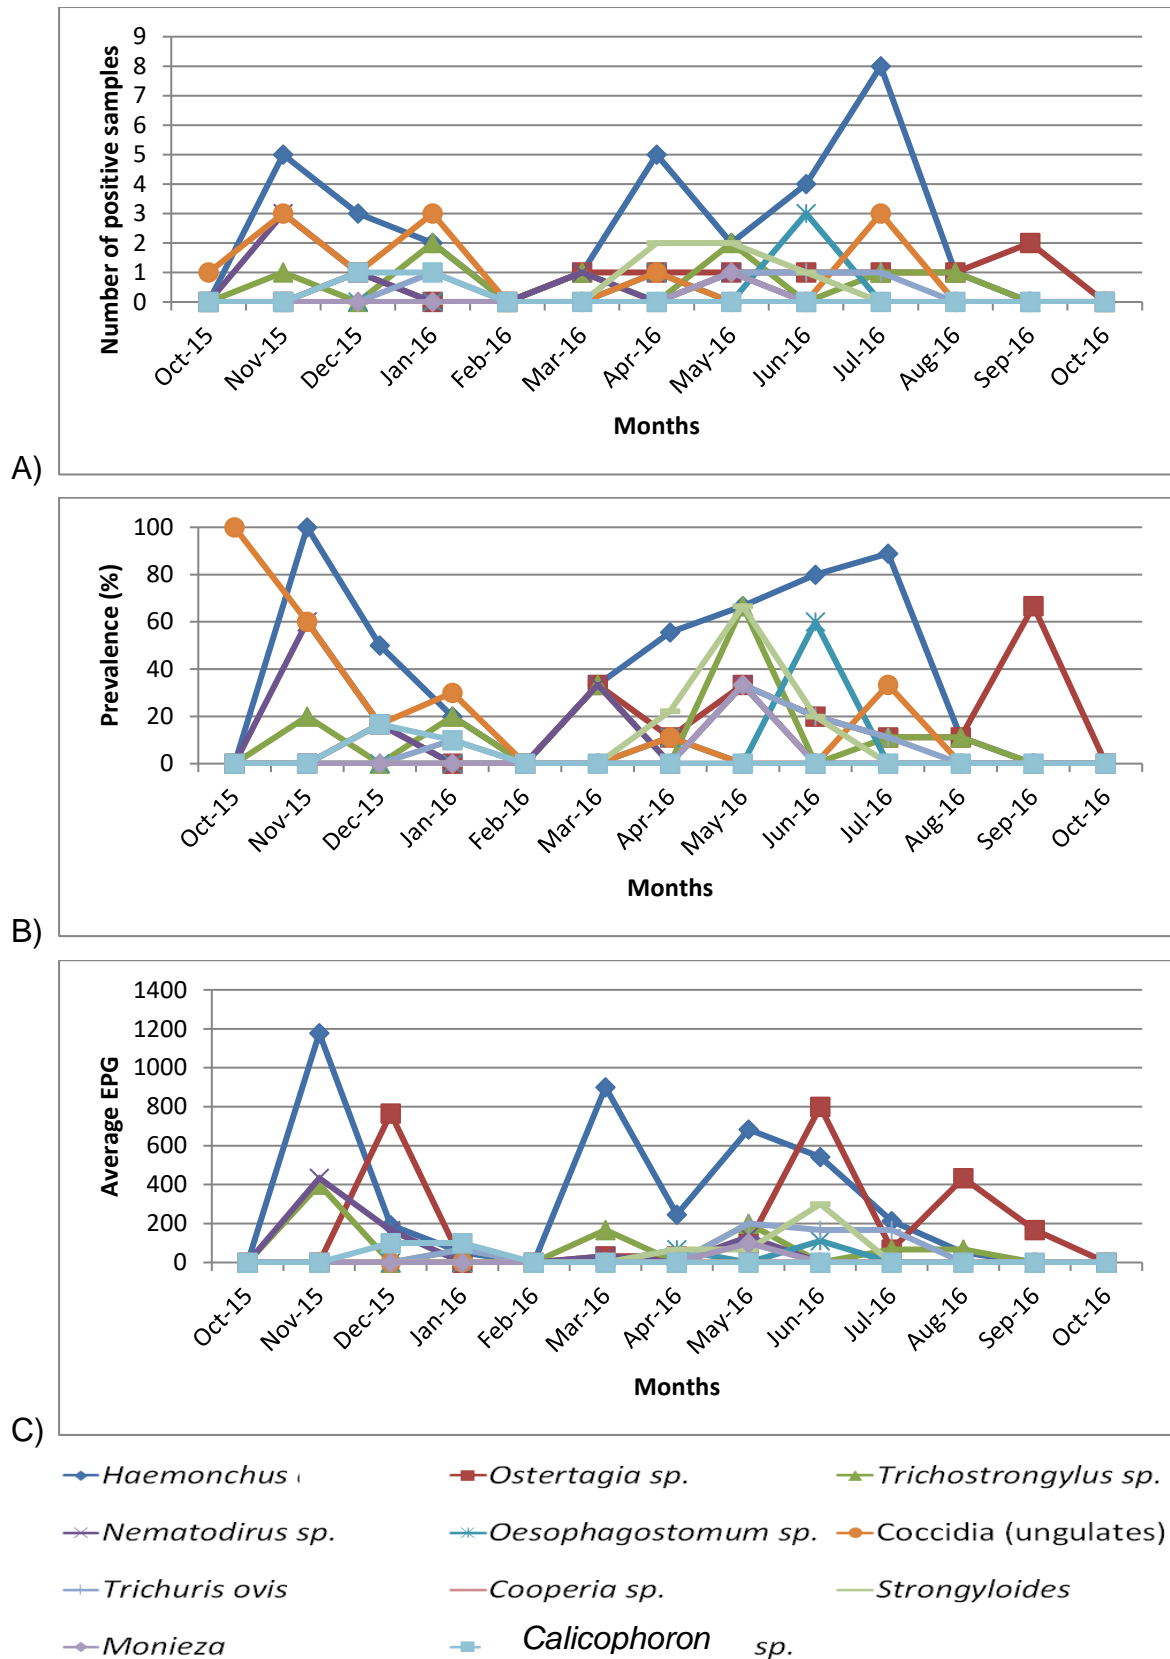 Number of positive samples
9
8
7
6
5
4
3
2
1
0
Oct-15 Nov-15 Dec-15 Jan-16 Feb-16 Mar-16 Apr-16 May-16 Jun-16 Jul-16 Aug-16 Sep-16 Oct-16
Months
A)
Prevalence (%)
100
80
60
40
20
0
Oct-15 Nov-15 Dec-15 Jan-16 Feb-16 Mar-16 Apr-16 May-16 Jun-16 Jul-16 Aug-16 Sep-16 Oct-16
Months
B)
Average EPG
1400
1200
1000
800
600
400
200
0
Oct-15 Nov-15 Dec-15 Jan-16 Feb-16 Mar-16 Apr-16 May-16 Jun-16 Jul-16 Aug-16 Sep-16 Oct-16
Months
C)
Haemonchus Ostertagia sp. Trichostrongylus sp.
Nematodirus sp. Oesophagostomum sp. Coccidia (ungulates)
Trichuris ovis Cooperia sp. Strongyloides
Monieza Calicophoron sp.